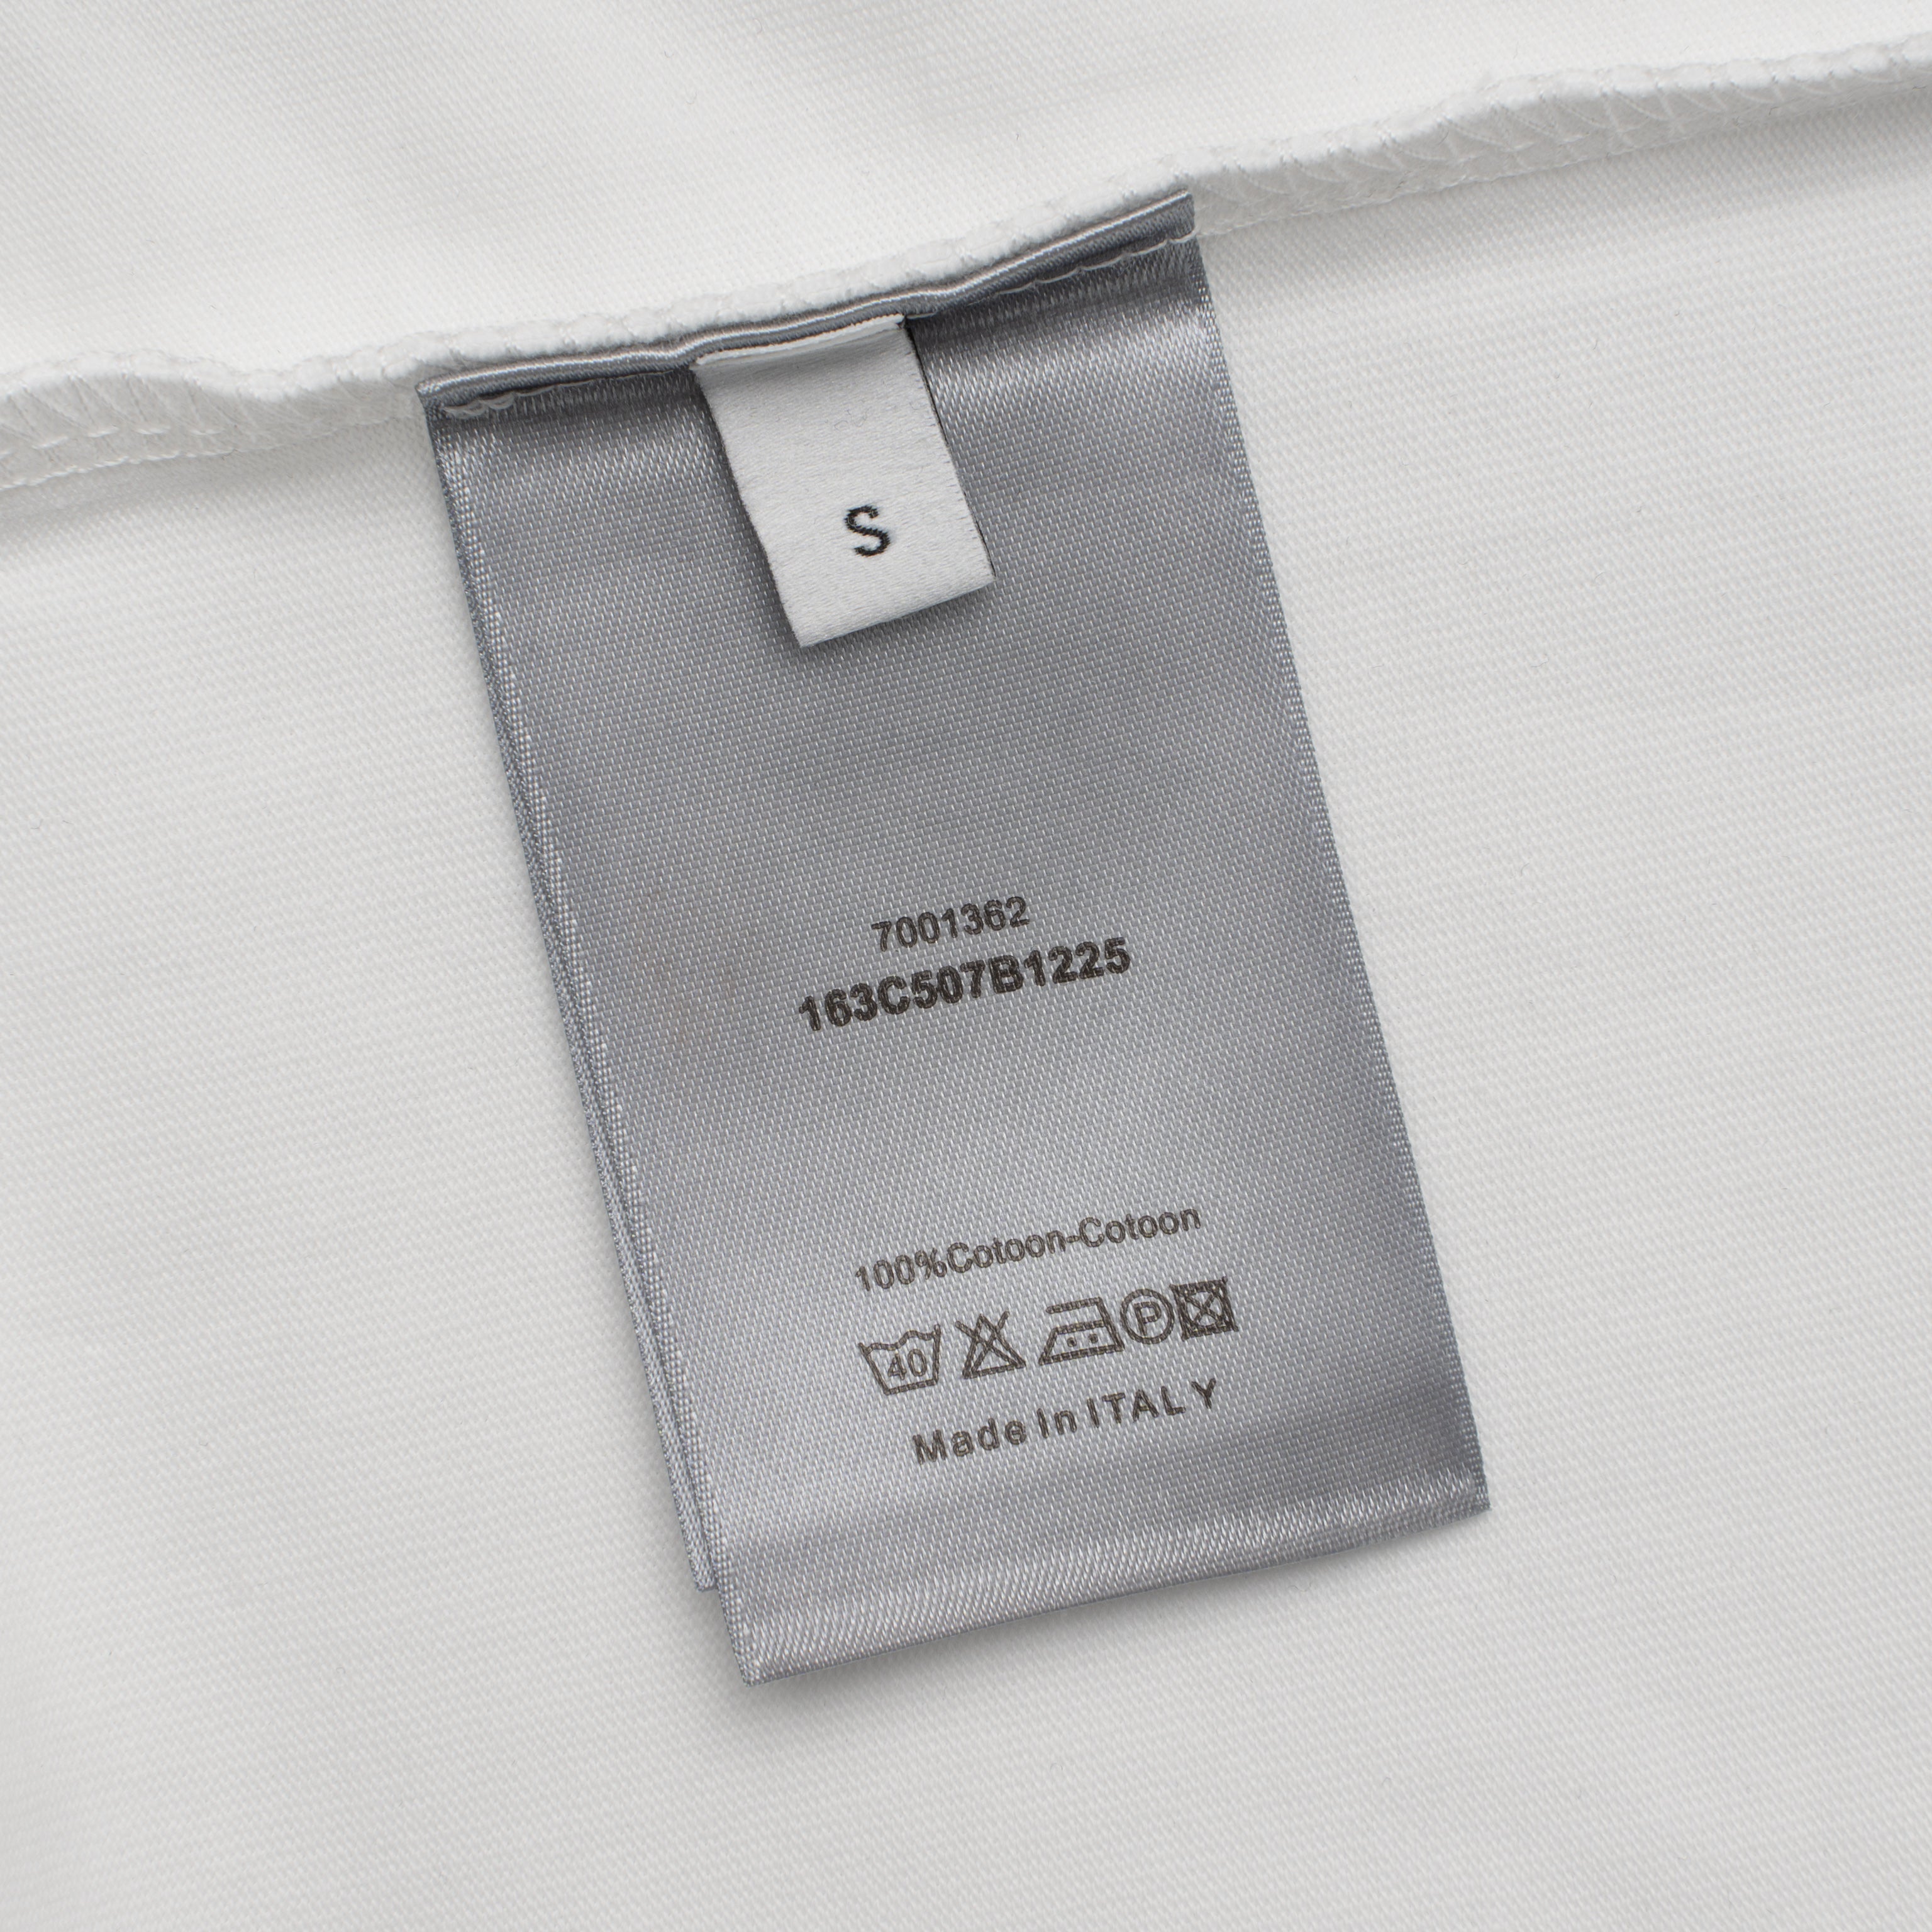 S
7001362
163C507B1225
100%Cotoon-Cotoon
40 P
Made In ITALY